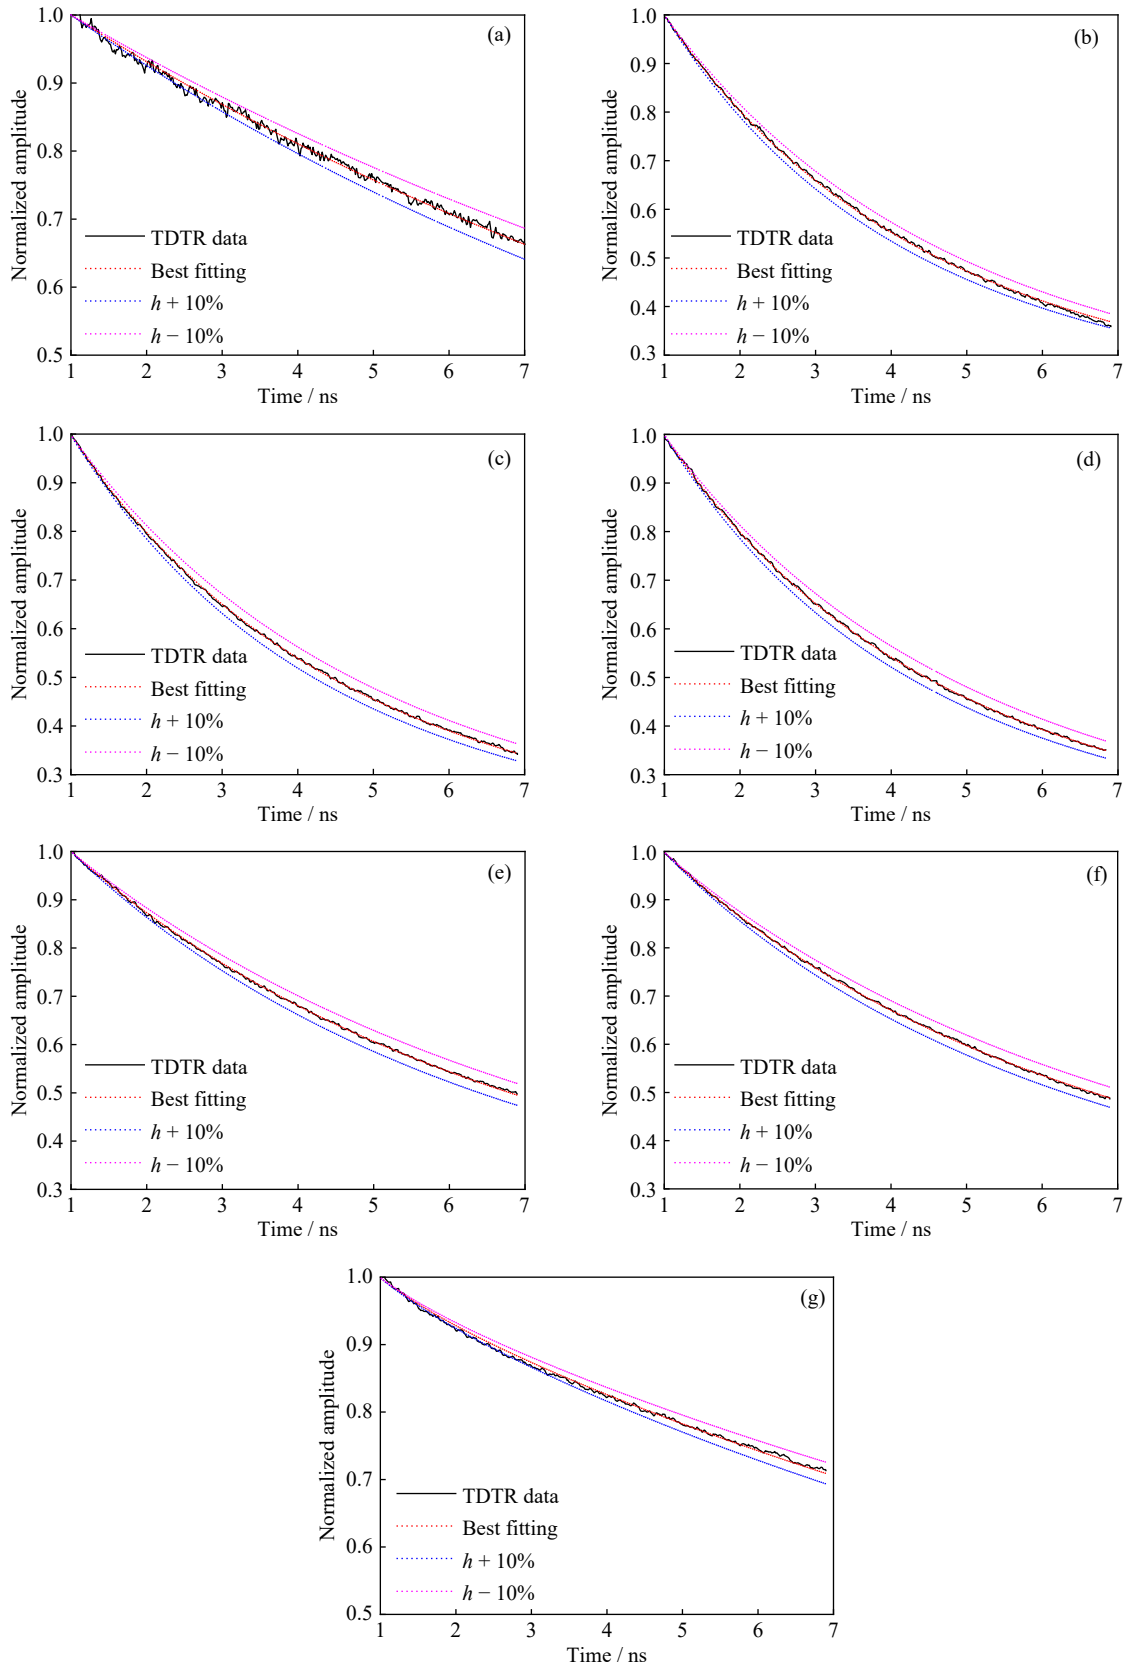 (a)
1.0
0.9
0.8
0.7
0.6
0.5
Normalized amplitude
TDTR data
Best fitting
h + 10%
h − 10%
1 2 3 4 5 6 7
Time / ns
(b)
1.0
0.9
0.8
0.7
0.6
0.5
0.4
0.3
Normalized amplitude
TDTR data
Best fitting
h + 10%
h − 10%
1 2 3 4 5 6 7
Time / ns
(c)
1.0
0.9
0.8
0.7
0.6
0.5
0.4
0.3
Normalized amplitude
TDTR data
Best fitting
h + 10%
h − 10%
1 2 3 4 5 6 7
Time / ns
(d)
1.0
0.9
0.8
0.7
0.6
0.5
0.4
0.3
Normalized amplitude
TDTR data
Best fitting
h + 10%
h − 10%
1 2 3 4 5 6 7
Time / ns
(e)
1.0
0.9
0.8
0.7
0.6
0.5
0.4
0.3
Normalized amplitude
TDTR data
Best fitting
h + 10%
h − 10%
1 2 3 4 5 6 7
Time / ns
(f)
1.0
0.9
0.8
0.7
0.6
0.5
0.4
0.3
Normalized amplitude
TDTR data
Best fitting
h + 10%
h − 10%
1 2 3 4 5 6 7
Time / ns
(g)
1.0
0.9
0.8
0.7
0.6
0.5
Normalized amplitude
TDTR data
Best fitting
h + 10%
h − 10%
1 2 3 4 5 6 7
Time / ns